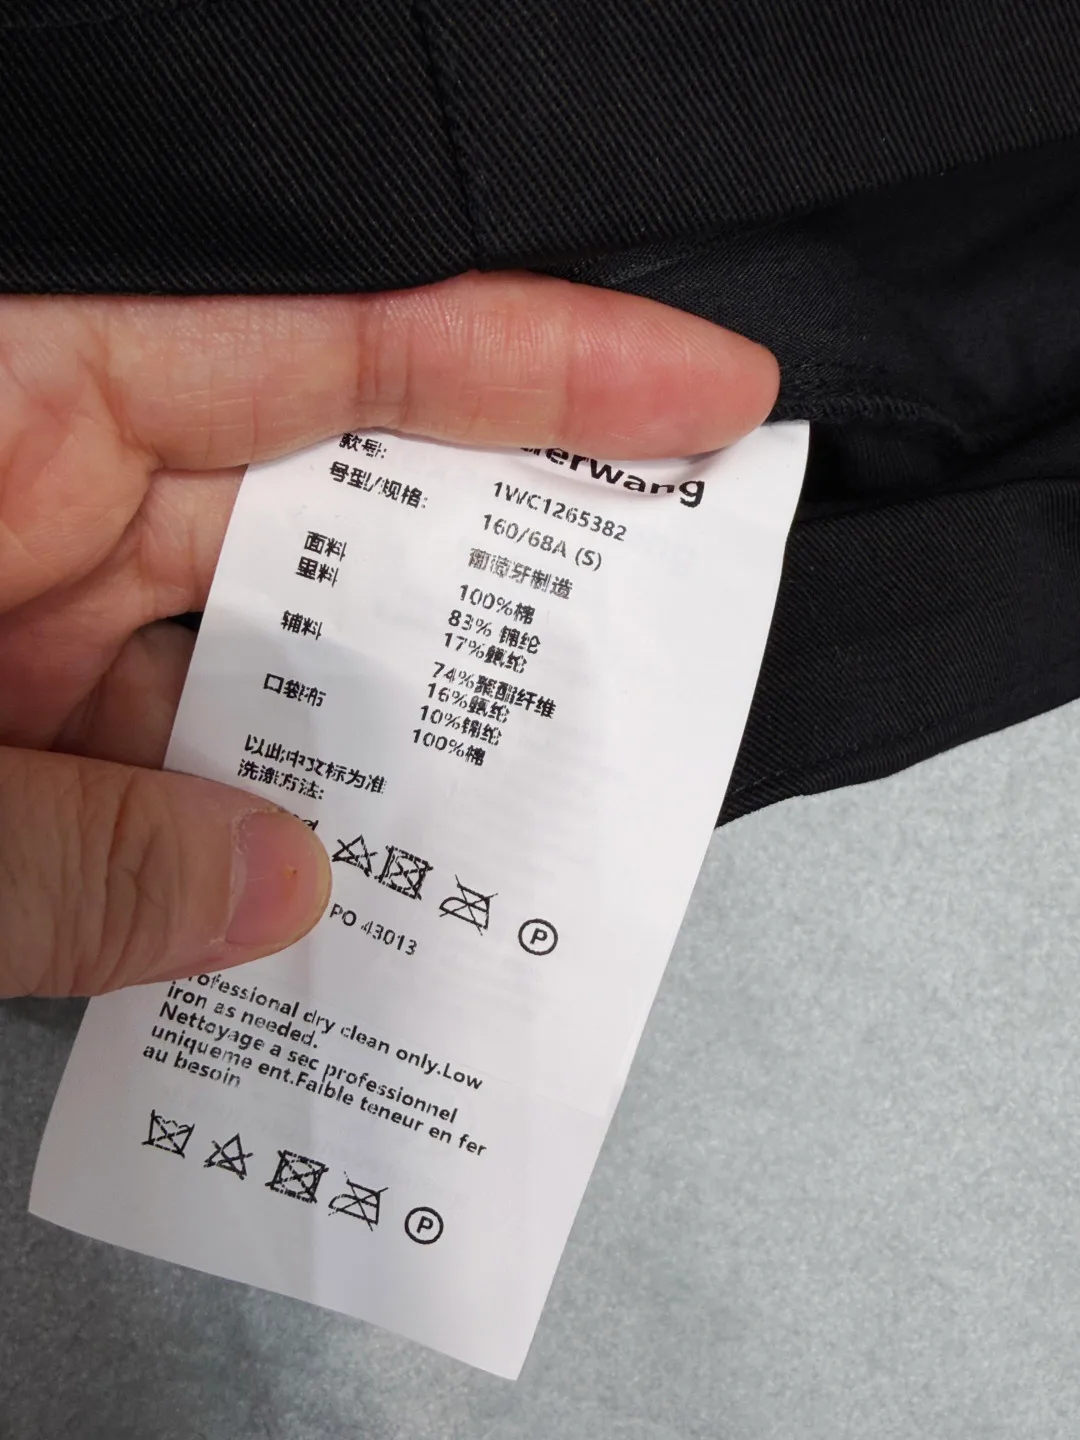 款号:
1WC1265382
号型/规格:
160/68A (S)
葡萄牙制造
面料
100%棉
里料
83% 锦纶
17%氨纶
辅料
74%聚酯纤维
16%氨纶
10%锦纶
口袋布
100%棉
以此中文标为准
洗涤方法:
PO 43013
Professional dry clean only.Low
iron as needed.
Nettoyage a sec professionnel
uniqueme ent.Faible teneur en fer
au besoin
P
P